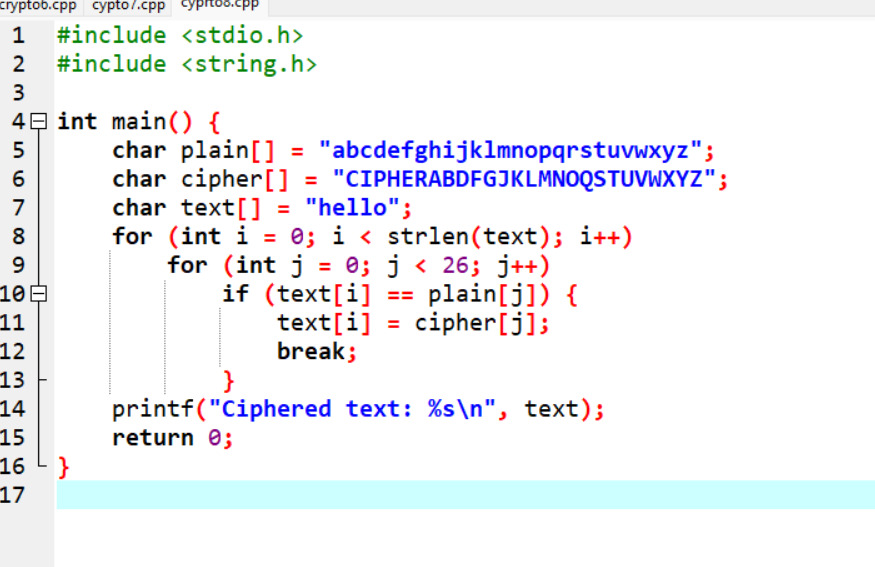 crypto6.cpp cypto7.cpp cyprto8.cpp
1 #include <stdio.h>
2 #include <string.h>
3
4 int main() {
5 char plain[] = "abcdefghijklmnopqrstuvwxyz";
6 char cipher[] = "CIPHERABDFGJKLMNOQSTUVWXYZ";
7 char text[] = "hello";
8 for (int i = 0; i < strlen(text); i++)
9 for (int j = 0; j < 26; j++)
10 if (text[i] == plain[j]) {
11 text[i] = cipher[j];
12 break;
13 }
14 printf("Ciphered text: %s\n", text);
15 return 0;
16 }
17